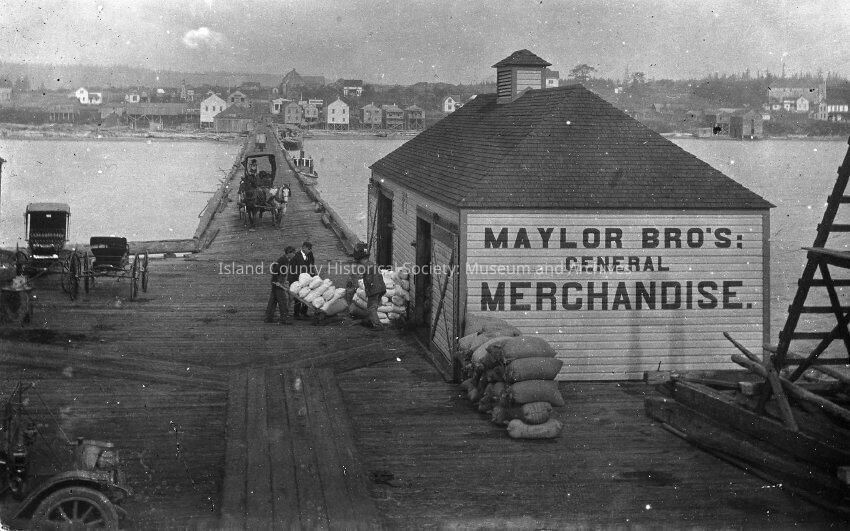 MAYLOR BRO'S:
GENERAL
MERCHANDISE.
Island County Historical Society: Museum and Archives